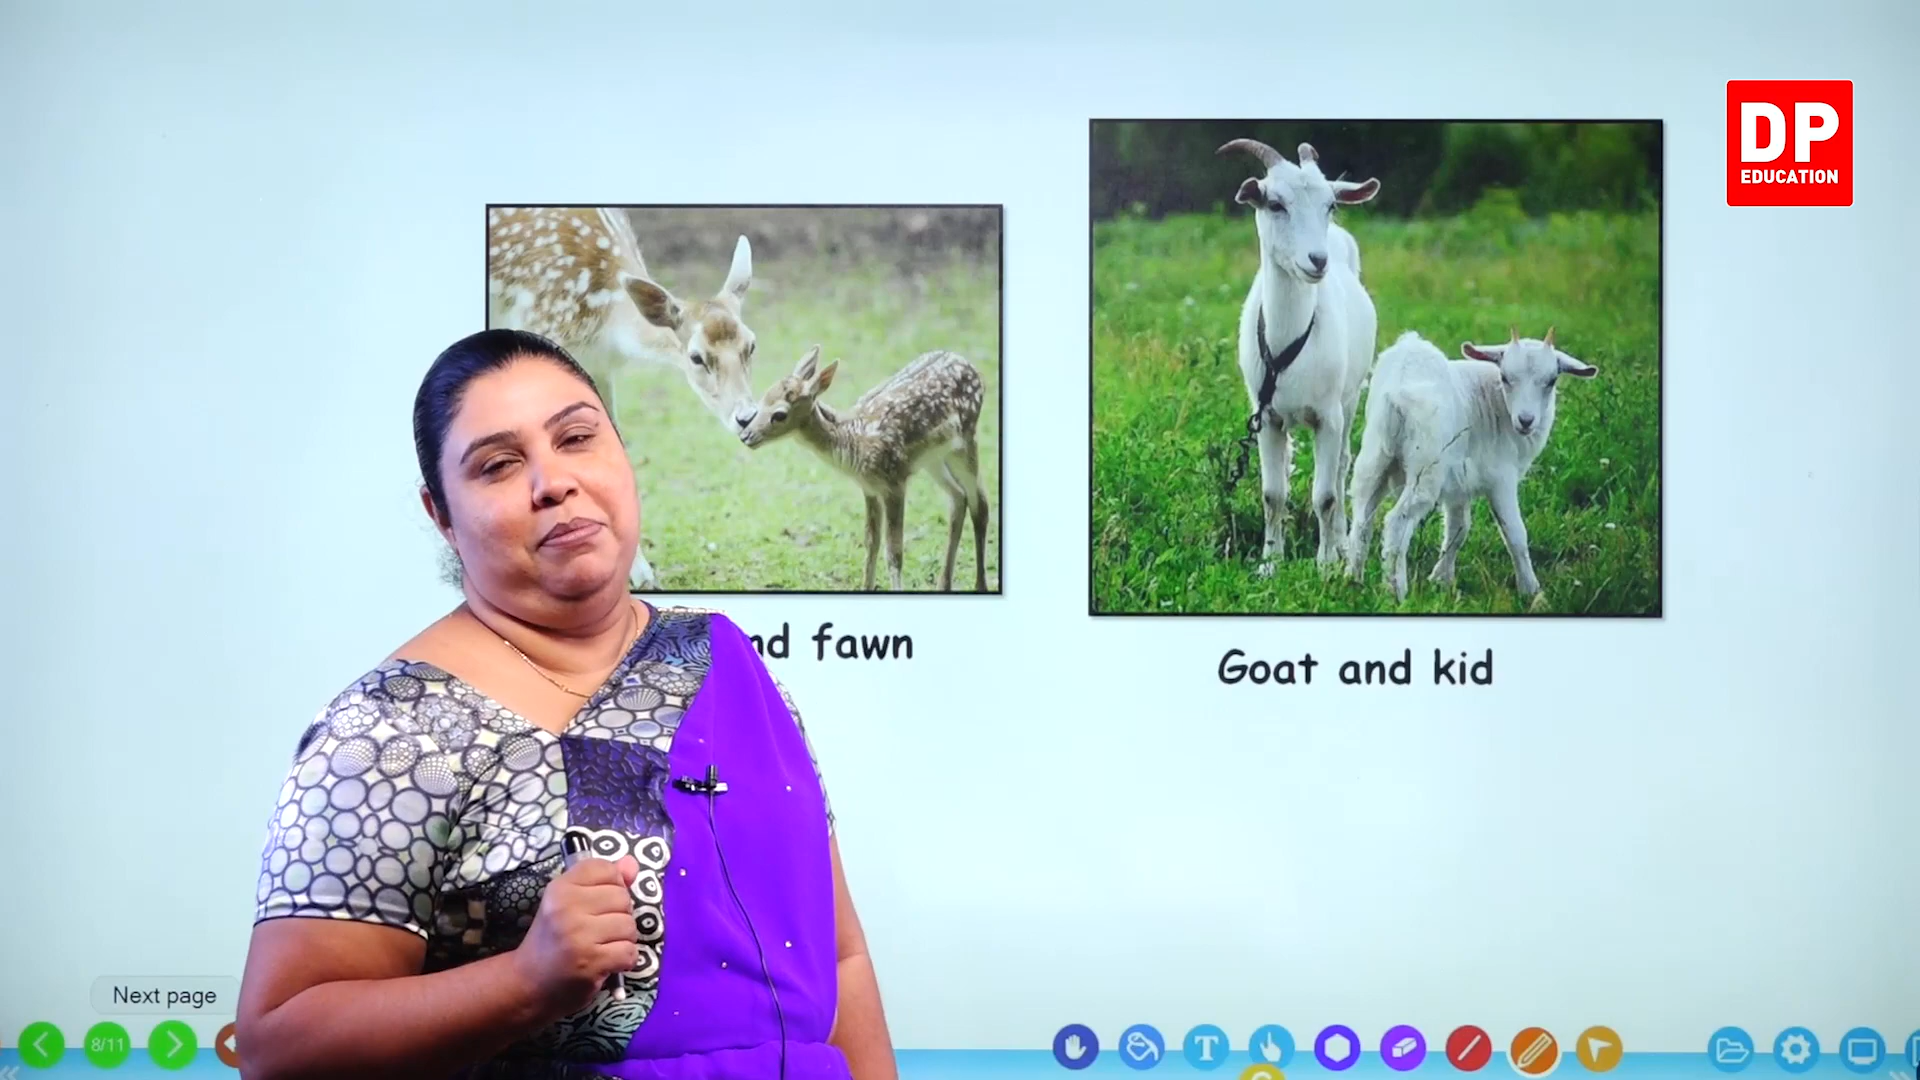 DP
EDUCATION
nd fawn
Goat and kid
Next page
8/11
T